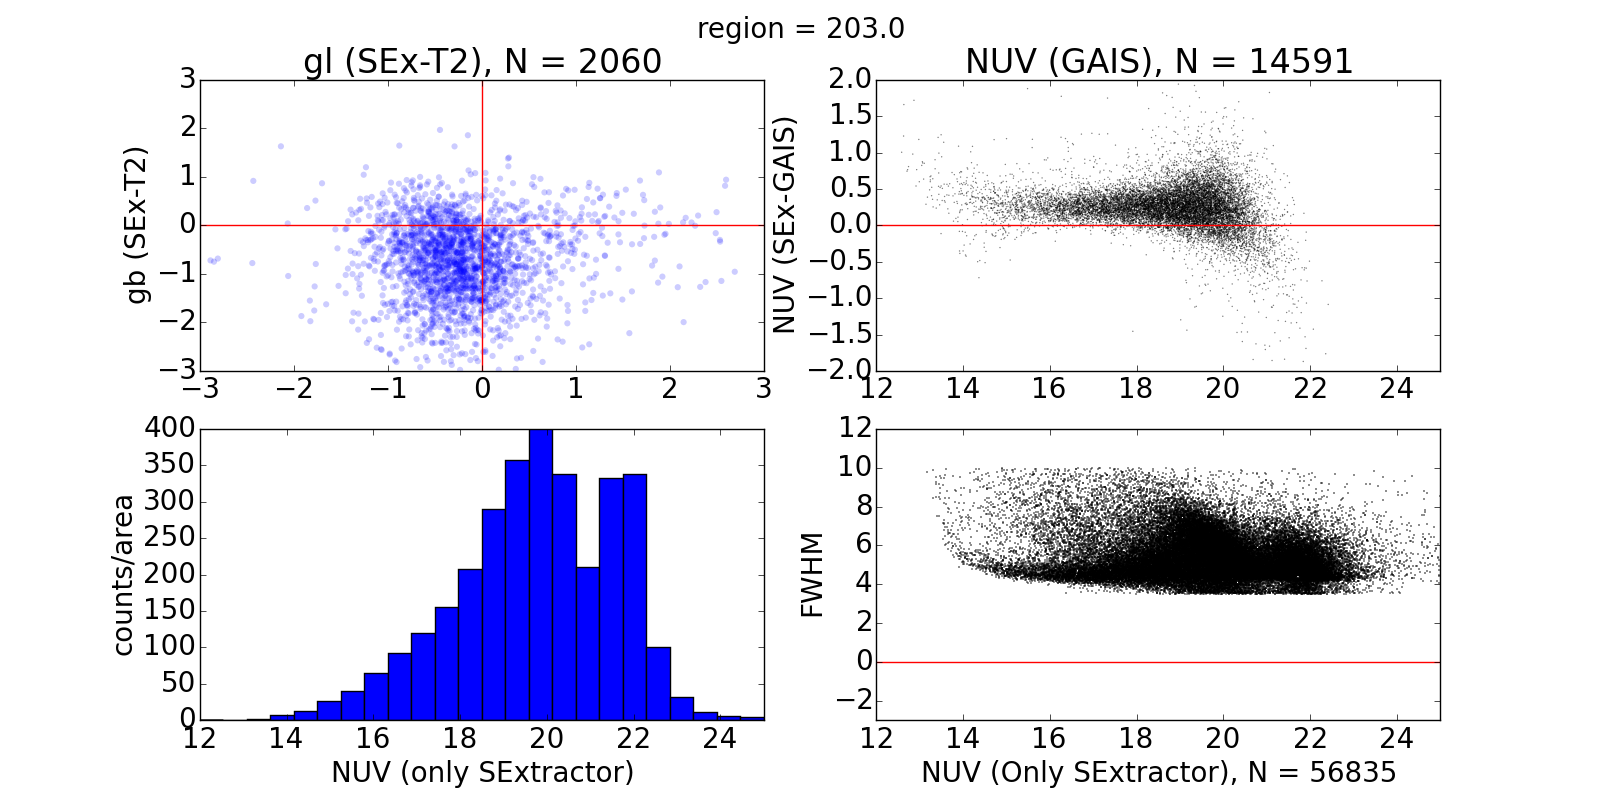 region = 203.0
gl (SEx-T2), N = 2060
NUV (GAIS), N = 14591
gb (SEx-T2)
3
2
1
0
−1
−2
−3
−3 −2 −1 0 1 2 3
NUV (SEx-GAIS)
2.0
1.5
1.0
0.5
0.0
−0.5
−1.0
−1.5
−2.0
12 14 16 18 20 22 24
counts/area
400
350
300
250
200
150
100
50
0
12 14 16 18 20 22 24
NUV (only SExtractor)
FWHM
12
10
8
6
4
2
0
−2
12 14 16 18 20 22 24
NUV (Only SExtractor), N = 56835